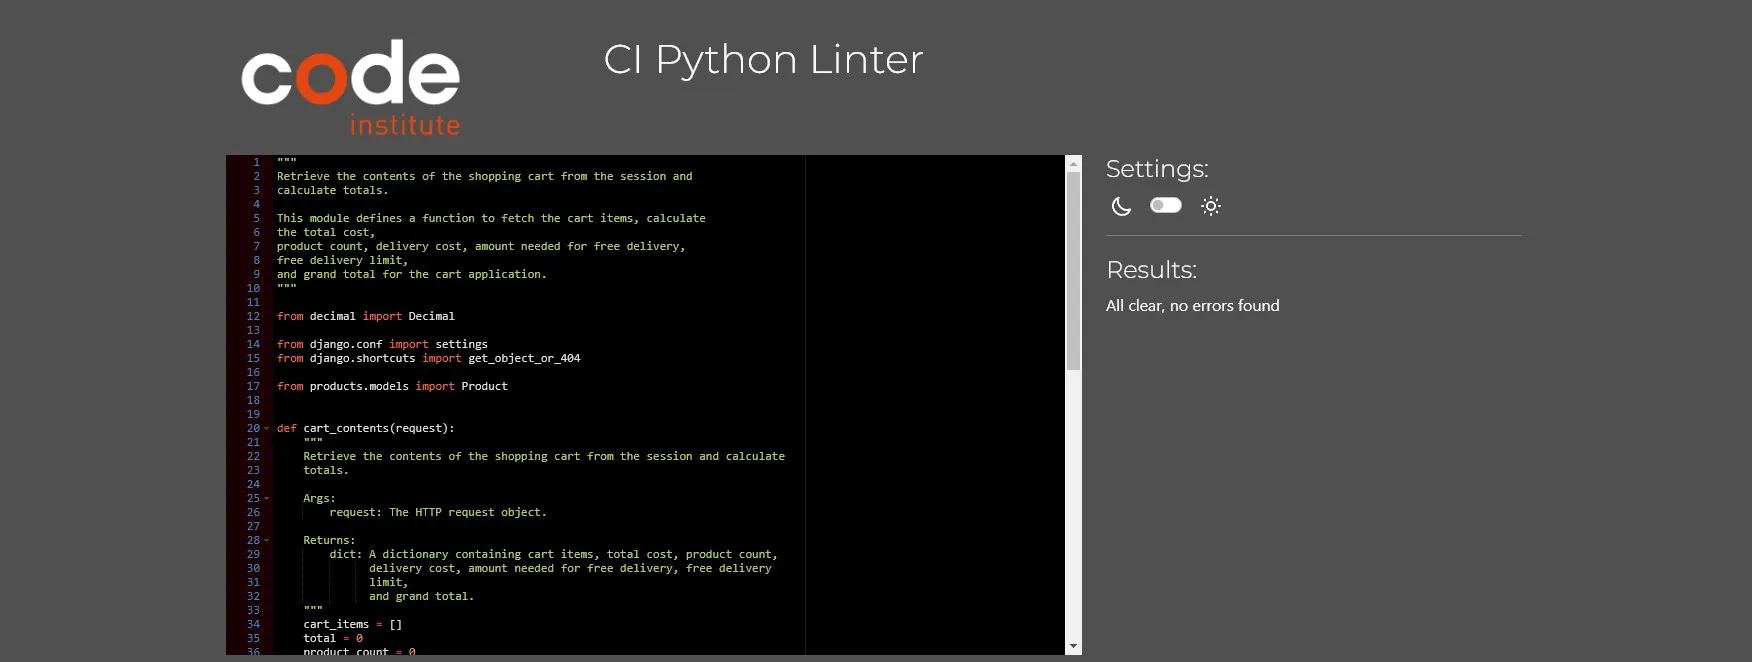 code
institute
CI Python Linter
1 """
2 Retrieve the contents of the shopping cart from the session and
3 calculate totals.
4
5 This module defines a function to fetch the cart items, calculate
6 the total cost,
7 product count, delivery cost, amount needed for free delivery,
8 free delivery limit,
9 and grand total for the cart application.
10 """
11
12 from decimal import Decimal
13
14 from django.conf import settings
15 from django.shortcuts import get_object_or_404
16
17 from products.models import Product
18
19
20 def cart_contents(request):
21 """
22 Retrieve the contents of the shopping cart from the session and calculate
23 totals.
24
25 Args:
26 request: The HTTP request object.
27
28 Returns:
29 dict: A dictionary containing cart items, total cost, product count,
30 delivery cost, amount needed for free delivery, free delivery
31 limit,
32 and grand total.
33 """
34 cart_items = []
35 total = 0
36 product_count = 0
Settings:
Results:
All clear, no errors found